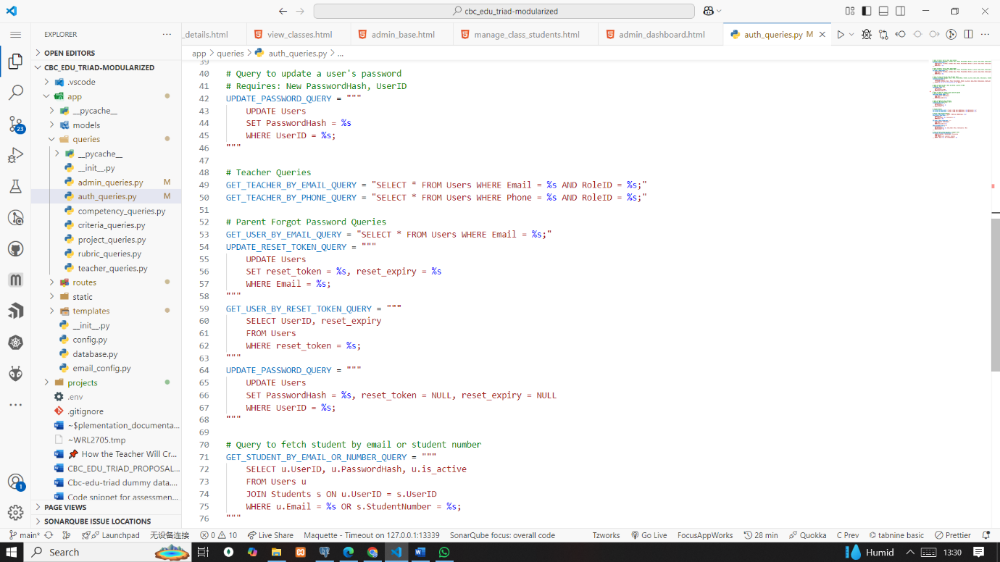 cbc_edu_triad-modularized
EXPLORER
_details.html
view_classes.html
admin_base.html
manage_class_students.html
admin_dashboard.html
auth_queries.py M
OPEN EDITORS
CBC_EDU_TRIAD-MODULARIZED
.vscode
app
__pycache__
models
queries
__pycache__
__init__.py
admin_queries.py M
auth_queries.py M
competency_queries.py
criteria_queries.py
project_queries.py
rubric_queries.py
teacher_queries.py
routes
static
templates
__init__.py
config.py
database.py
email_config.py
projects
.env
.gitignore
~$plementation_documenta...
~WRL2705.tmp
📌 How the Teacher Will Cr...
CBC_EDU_TRIAD_PROPOSAL...
Cbc-edu-triad dummy data....
Code snippet for assessmen...
PAGE VIEWS
SONARQUBE ISSUE LOCATIONS
23
1
app > queries > auth_queries.py > ...
39
40 # Query to update a user's password
41 # Requires: New PasswordHash, UserID
42 UPDATE_PASSWORD_QUERY = """
43 UPDATE Users
44 SET PasswordHash = %s
45 WHERE UserID = %s;
46 """
47
48 # Teacher Queries
49 GET_TEACHER_BY_EMAIL_QUERY = "SELECT * FROM Users WHERE Email = %s AND RoleID = %s;"
50 GET_TEACHER_BY_PHONE_QUERY = "SELECT * FROM Users WHERE Phone = %s AND RoleID = %s;"
51
52 # Parent Forgot Password Queries
53 GET_USER_BY_EMAIL_QUERY = "SELECT * FROM Users WHERE Email = %s;"
54 UPDATE_RESET_TOKEN_QUERY = """
55 UPDATE Users
56 SET reset_token = %s, reset_expiry = %s
57 WHERE Email = %s;
58 """
59 GET_USER_BY_RESET_TOKEN_QUERY = """
60 SELECT UserID, reset_expiry
61 FROM Users
62 WHERE reset_token = %s;
63 """
64 UPDATE_PASSWORD_QUERY = """
65 UPDATE Users
66 SET PasswordHash = %s, reset_token = NULL, reset_expiry = NULL
67 WHERE UserID = %s;
68 """
69
70 # Query to fetch student by email or student number
71 GET_STUDENT_BY_EMAIL_OR_NUMBER_QUERY = """
72 SELECT u.UserID, u.PasswordHash, u.is_active
73 FROM Users u
74 JOIN Students s ON u.UserID = s.UserID
75 WHERE u.Email = %s OR s.StudentNumber = %s;
76 """
main* Launchpad 无设备连接 0 10 Live Share Maquette - Timeout on 127.0.0.1:13339 SonarQube focus: overall code Tzworks Go Live FocusAppWorks 28 min Quokka C Prev tabnine basic Prettier
Search Humid 13:30